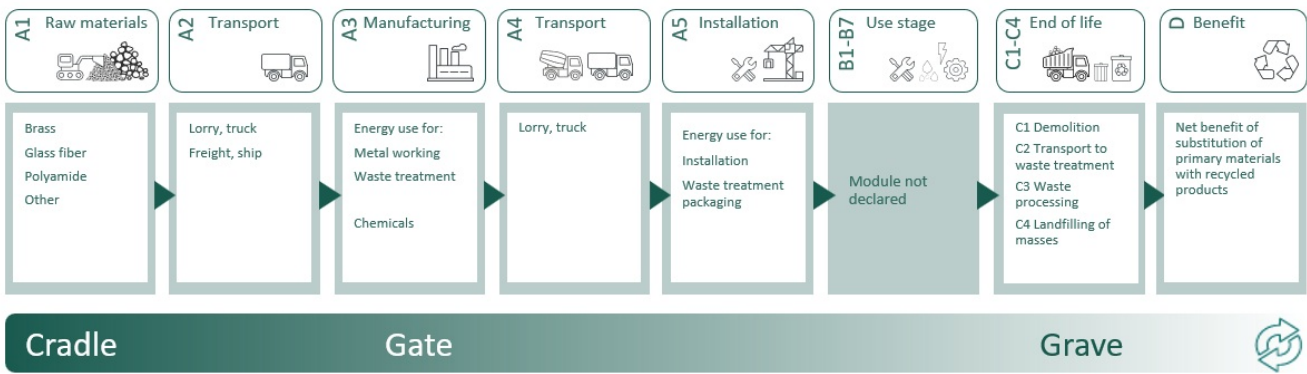 A1 Raw materials
A2 Transport
A3 Manufacturing
A4 Transport
A5 Installation
B1-B7 Use stage
C1-C4 End of life
D Benefit
Brass
Glass fiber
Polyamide
Other
Lorry, truck
Freight, ship
Energy use for:
Metal working
Waste treatment
Chemicals
Lorry, truck
Energy use for:
Installation
Waste treatment
packaging
Module not
declared
C1 Demolition
C2 Transport to
waste treatment
C3 Waste
processing
C4 Landfilling of
masses
Net benefit of
substitution of
primary materials
with recycled
products
Cradle
Gate
Grave